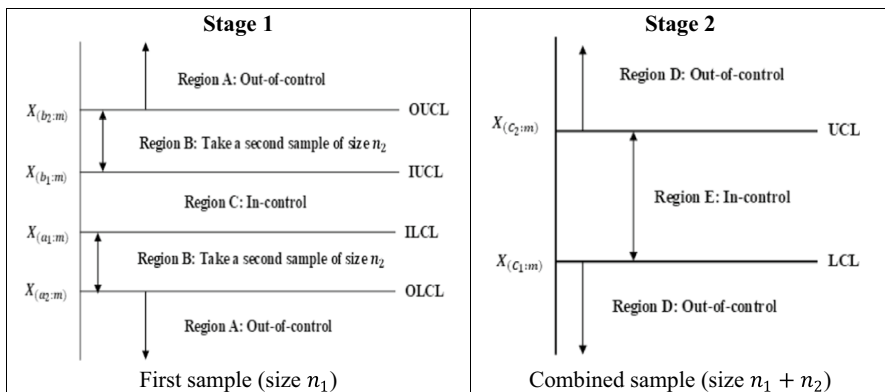 Stage 1
Region A: Out-of-control
X(b₂:m) OUCL
Region B: Take a second sample of size n₂
X(b₁:m) IUCL
Region C: In-control
X(a₁:m) ILCL
Region B: Take a second sample of size n₂
X(a₂:m) OLCL
Region A: Out-of-control
First sample (size n₁)
Stage 2
Region D: Out-of-control
X(c₂:m) UCL
Region E: In-control
X(c₁:m) LCL
Region D: Out-of-control
Combined sample (size n₁ + n₂)